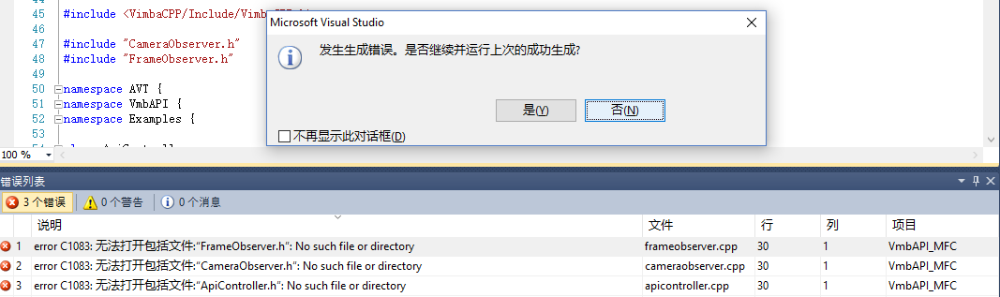 45 #include <VimbaCPP/Include/Vimb
46
47 #include "CameraObserver.h"
48 #include "FrameObserver.h"
49
50 namespace AVT {
51 namespace VmbAPI {
52 namespace Examples {
53
Microsoft Visual Studio
发生生成错误。是否继续并运行上次的成功生成?
是(Y) 否(N)
不再显示此对话框(D)
100 %
错误列表
3 个错误 0 个警告 0 个消息
说明 文件 行 列 项目
1 error C1083: 无法打开包括文件:“FrameObserver.h”: No such file or directory frameobserver.cpp 30 1 VmbAPI_MFC
2 error C1083: 无法打开包括文件:“CameraObserver.h”: No such file or directory cameraobserver.cpp 30 1 VmbAPI_MFC
3 error C1083: 无法打开包括文件:“ApiController.h”: No such file or directory apicontroller.cpp 30 1 VmbAPI_MFC